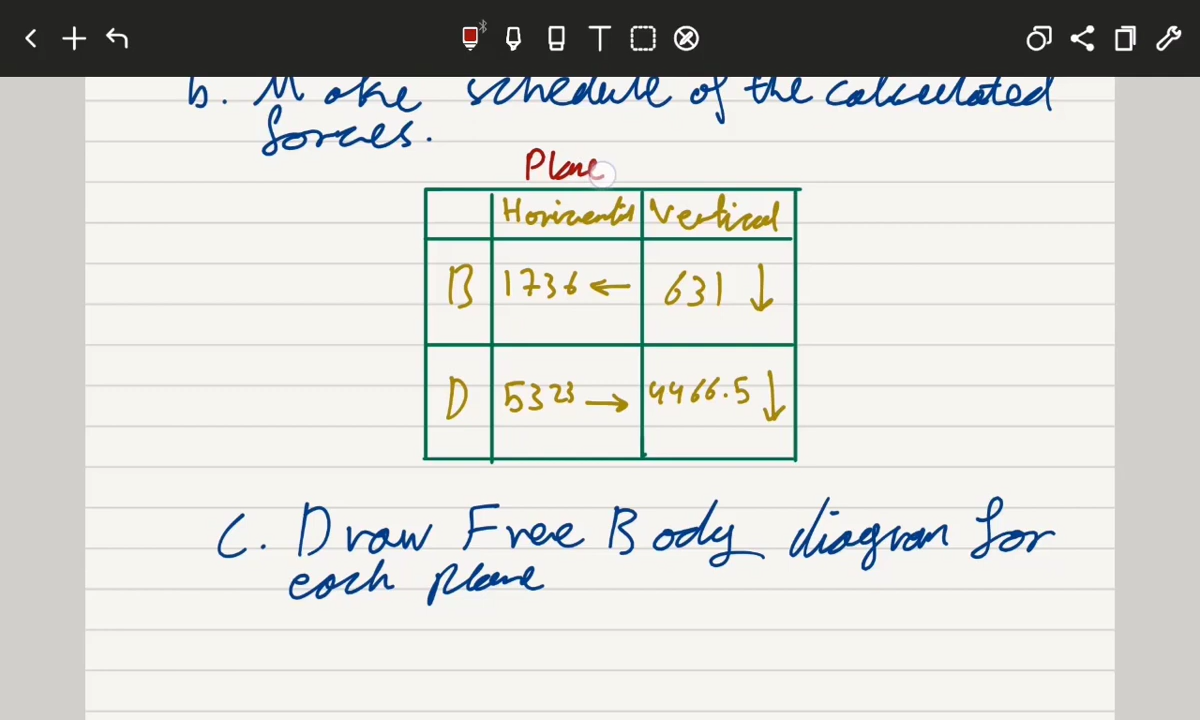 b. Make schedule of the calculated
forces.
Plane
Horizontal Vertical
B 1736 ← 631 ↓
D 5323 → 4466.5 ↓
C. Draw Free Body diagram for
each plane